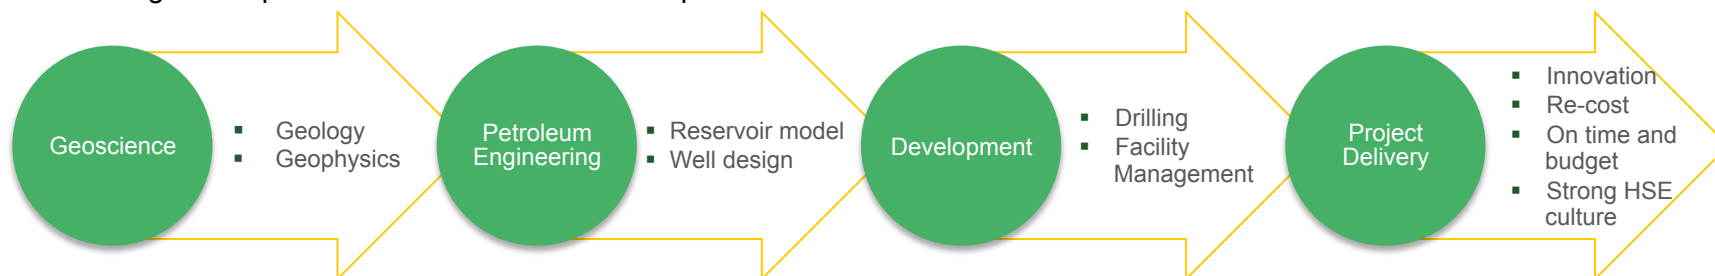 Geoscience
▪ Geology
▪ Geophysics
Petroleum
Engineering
▪ Reservoir model
▪ Well design
Development
▪ Drilling
▪ Facility
Management
Project
Delivery
▪ Innovation
▪ Re-cost
▪ On time and
budget
▪ Strong HSE
culture